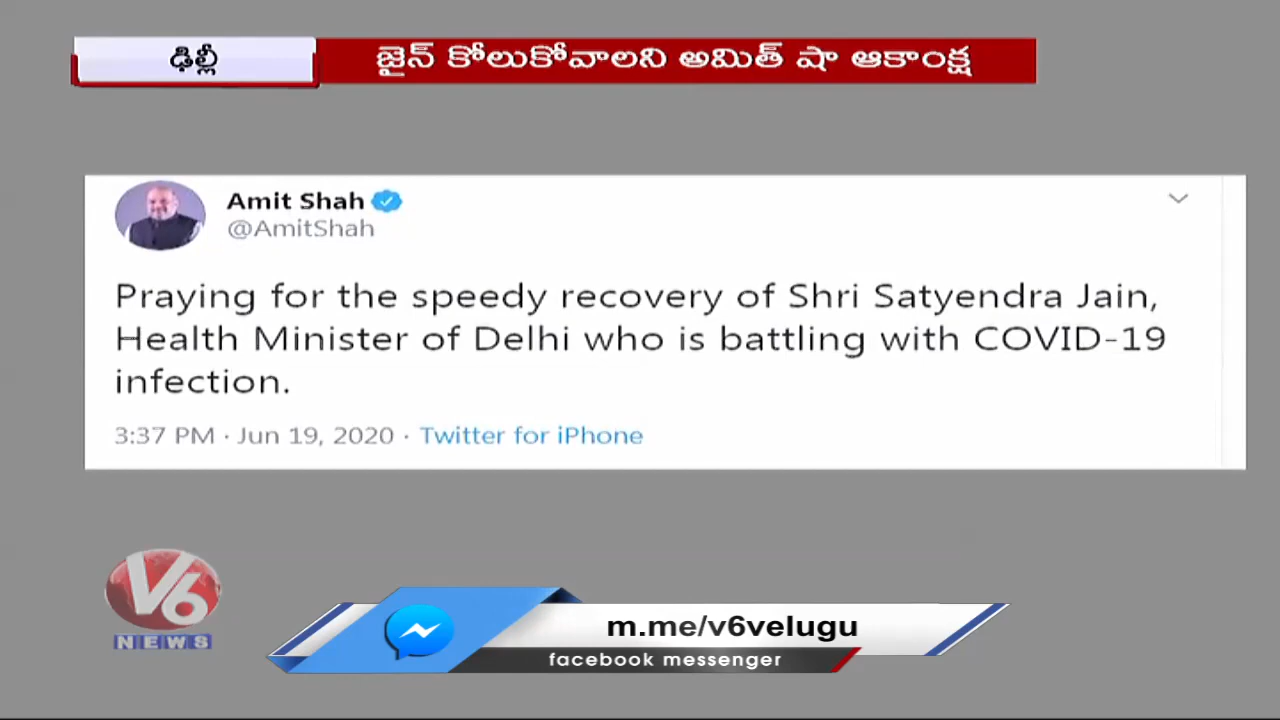 ఢిల్లీ
జైన్ కోలుకోవాలని అమిత్ షా ఆకాంక్ష
Amit Shah
@AmitShah
Praying for the speedy recovery of Shri Satyendra Jain,
Health Minister of Delhi who is battling with COVID-19
infection.
3:37 PM · Jun 19, 2020 · Twitter for iPhone
V6
NEWS
m.me/v6velugu
facebook messenger